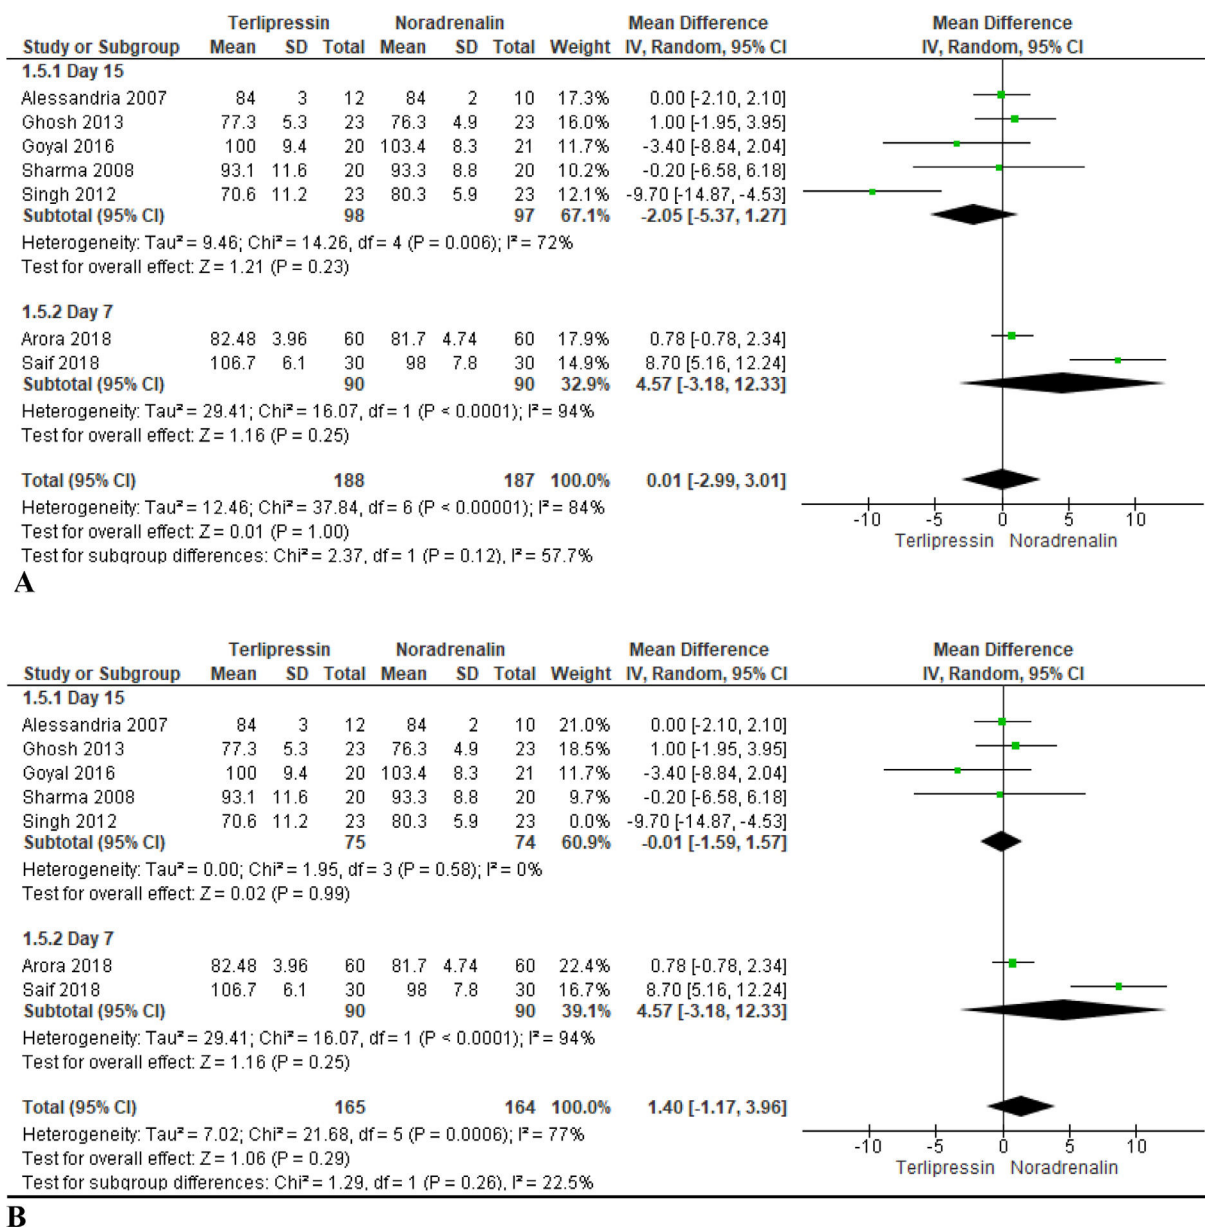 Terlipressin Noradrenalin Mean Difference Mean Difference
Study or Subgroup Mean SD Total Mean SD Total Weight IV, Random, 95% CI IV, Random, 95% CI
1.5.1 Day 15
Alessandria 2007 84 3 12 84 2 10 17.3% 0.00 [-2.10, 2.10]
Ghosh 2013 77.3 5.3 23 76.3 4.9 23 16.0% 1.00 [-1.95, 3.95]
Goyal 2016 100 9.4 20 103.4 8.3 21 11.7% -3.40 [-8.84, 2.04]
Sharma 2008 93.1 11.6 20 93.3 8.8 20 10.2% -0.20 [-6.58, 6.18]
Singh 2012 70.6 11.2 23 80.3 5.9 23 12.1% -9.70 [-14.87, -4.53]
Subtotal (95% CI) 98 97 67.1% -2.05 [-5.37, 1.27]
Heterogeneity: Tau² = 9.46; Chi² = 14.26, df = 4 (P = 0.006); I² = 72%
Test for overall effect: Z = 1.21 (P = 0.23)
1.5.2 Day 7
Arora 2018 82.48 3.96 60 81.7 4.74 60 17.9% 0.78 [-0.78, 2.34]
Saif 2018 106.7 6.1 30 98 7.8 30 14.9% 8.70 [5.16, 12.24]
Subtotal (95% CI) 90 90 32.9% 4.57 [-3.18, 12.33]
Heterogeneity: Tau² = 29.41; Chi² = 16.07, df = 1 (P < 0.0001); I² = 94%
Test for overall effect: Z = 1.16 (P = 0.25)
Total (95% CI) 188 187 100.0% 0.01 [-2.99, 3.01]
Heterogeneity: Tau² = 12.46; Chi² = 37.84, df = 6 (P < 0.00001); I² = 84%
Test for overall effect: Z = 0.01 (P = 1.00)
Test for subgroup differences: Chi² = 2.37, df = 1 (P = 0.12), I² = 57.7%
-10 -5 0 5 10
Terlipressin Noradrenalin
A
Terlipressin Noradrenalin Mean Difference Mean Difference
Study or Subgroup Mean SD Total Mean SD Total Weight IV, Random, 95% CI IV, Random, 95% CI
1.5.1 Day 15
Alessandria 2007 84 3 12 84 2 10 21.0% 0.00 [-2.10, 2.10]
Ghosh 2013 77.3 5.3 23 76.3 4.9 23 18.5% 1.00 [-1.95, 3.95]
Goyal 2016 100 9.4 20 103.4 8.3 21 11.7% -3.40 [-8.84, 2.04]
Sharma 2008 93.1 11.6 20 93.3 8.8 20 9.7% -0.20 [-6.58, 6.18]
Singh 2012 70.6 11.2 23 80.3 5.9 23 0.0% -9.70 [-14.87, -4.53]
Subtotal (95% CI) 75 74 60.9% -0.01 [-1.59, 1.57]
Heterogeneity: Tau² = 0.00; Chi² = 1.95, df = 3 (P = 0.58); I² = 0%
Test for overall effect: Z = 0.02 (P = 0.99)
1.5.2 Day 7
Arora 2018 82.48 3.96 60 81.7 4.74 60 22.4% 0.78 [-0.78, 2.34]
Saif 2018 106.7 6.1 30 98 7.8 30 16.7% 8.70 [5.16, 12.24]
Subtotal (95% CI) 90 90 39.1% 4.57 [-3.18, 12.33]
Heterogeneity: Tau² = 29.41; Chi² = 16.07, df = 1 (P < 0.0001); I² = 94%
Test for overall effect: Z = 1.16 (P = 0.25)
Total (95% CI) 165 164 100.0% 1.40 [-1.17, 3.96]
Heterogeneity: Tau² = 7.02; Chi² = 21.68, df = 5 (P = 0.0006); I² = 77%
Test for overall effect: Z = 1.06 (P = 0.29)
Test for subgroup differences: Chi² = 1.29, df = 1 (P = 0.26), I² = 22.5%
-10 -5 0 5 10
Terlipressin Noradrenalin
B